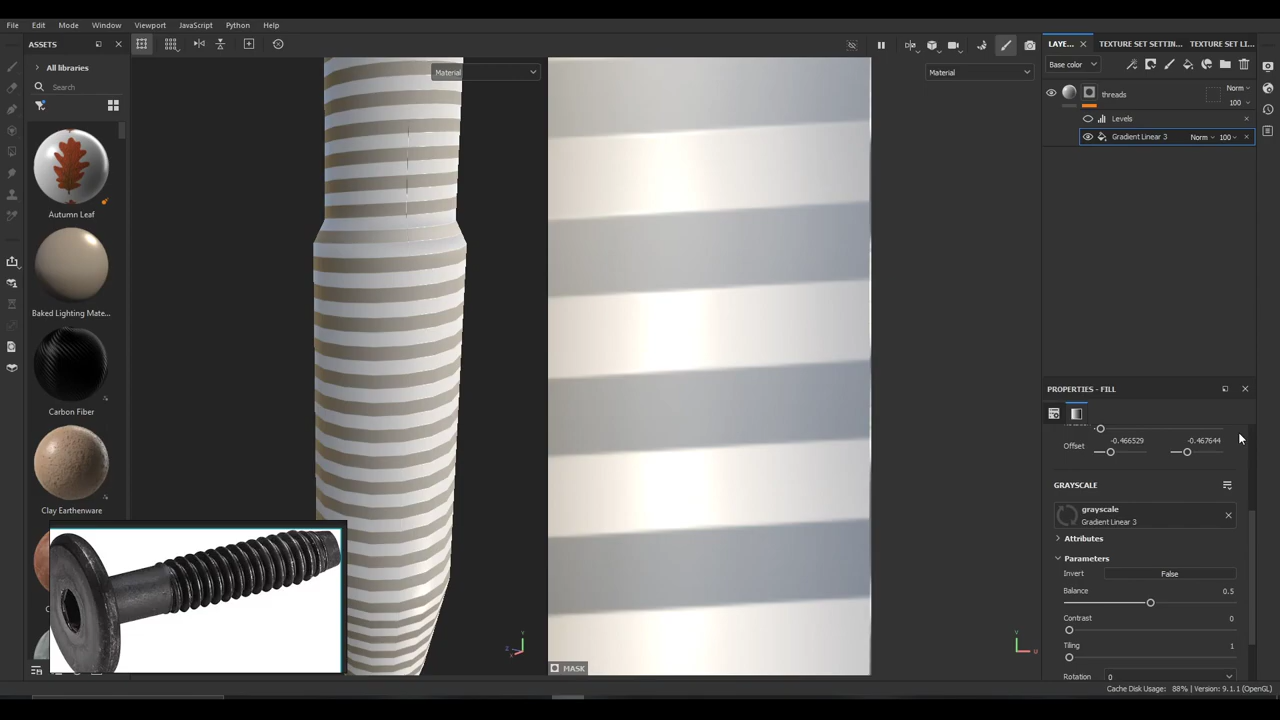 File Edit Mode Window Viewport JavaScript Python Help
ASSETS
All libraries
Search
Autumn Leaf
Baked Lighting Mate...
Carbon Fiber
Clay Earthenware
Material
Material
MASK
LAYE... TEXTURE SET SETTIN... TEXTURE SET LI...
Base color
threads
Norm
100
Levels
Gradient Linear 3 Norm 100
PROPERTIES - FILL
Offset -0.466529 -0.467644
GRAYSCALE
grayscale
Gradient Linear 3
Attributes
Parameters
Invert False
Balance 0.5
Contrast 0
Tiling 1
Rotation 0
Cache Disk Usage: 88% | Version: 9.1.1 (OpenGL)